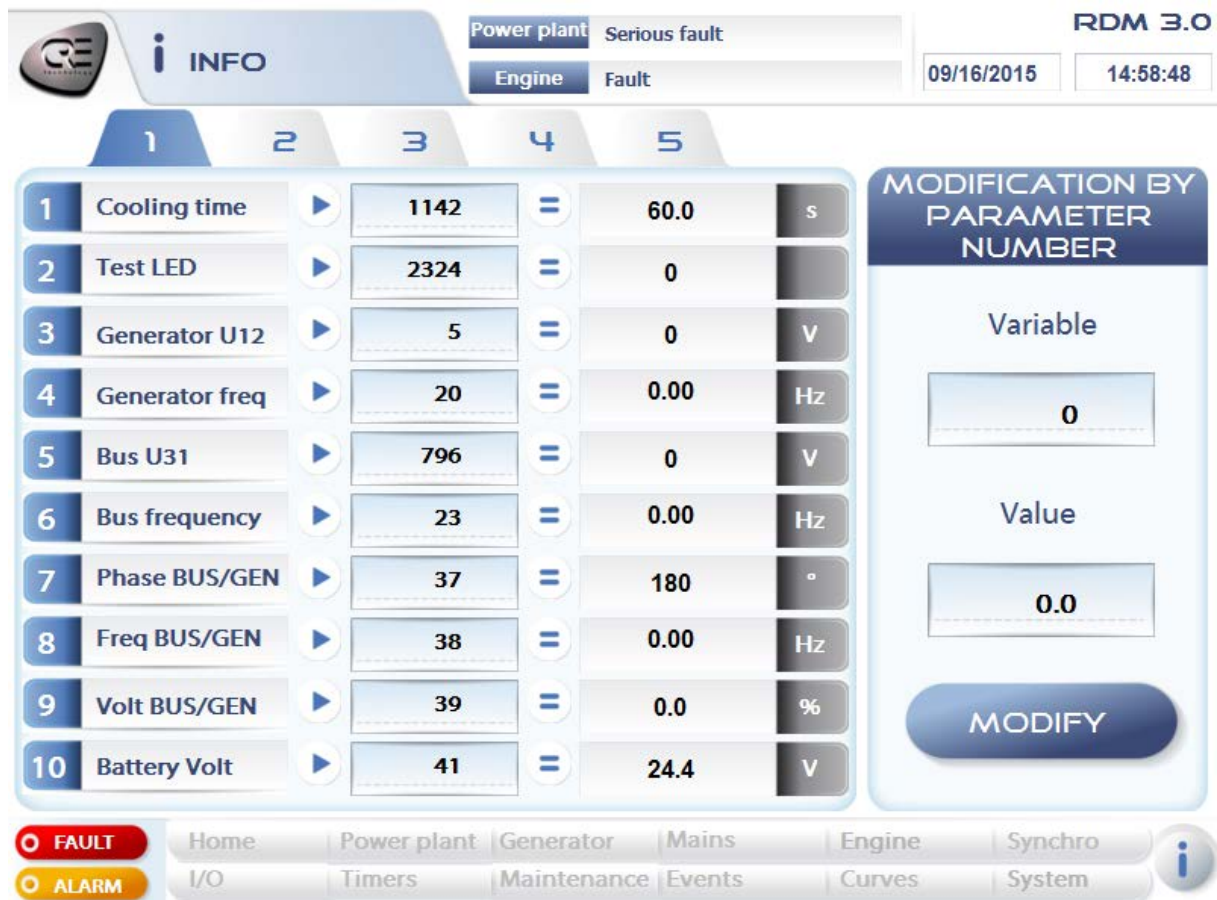 CRE
Technology
i INFO
Power plant Serious fault
Engine Fault
RDM 3.0
09/16/2015 14:58:48
1 2 3 4 5
1 Cooling time 1142 = 60.0 s
2 Test LED 2324 = 0
3 Generator U12 5 = 0 V
4 Generator freq 20 = 0.00 Hz
5 Bus U31 796 = 0 V
6 Bus frequency 23 = 0.00 Hz
7 Phase BUS/GEN 37 = 180 °
8 Freq BUS/GEN 38 = 0.00 Hz
9 Volt BUS/GEN 39 = 0.0 %
10 Battery Volt 41 = 24.4 V
MODIFICATION BY
PARAMETER
NUMBER
Variable
0
Value
0.0
MODIFY
FAULT Home Power plant Generator Mains Engine Synchro
ALARM I/O Timers Maintenance Events Curves System
i